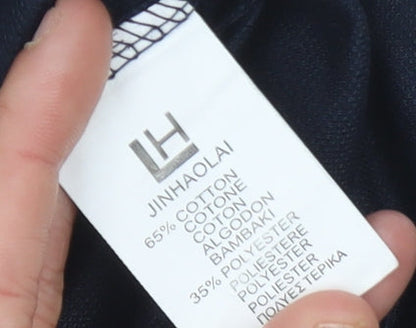 LH
JINHAOLAI
65% COTTON
COTONE
COTON
ALGODON
BAMBAKI
35% POLYESTER
POLIESTERE
POLYESTER
POLIESTER
ΠΟΛΥΕΣΤΕΡΙΚΑ